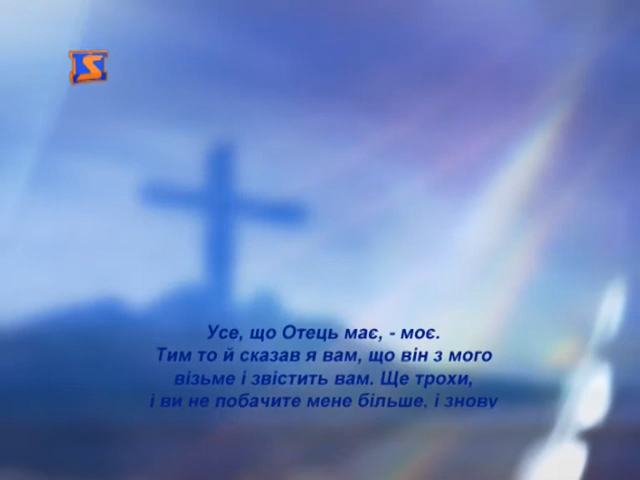 Усе, що Отець має, - моє.
Тим то й сказав я вам, що він з мого
візьме і звістить вам. Ще трохи,
і ви не побачите мене більше, і знову